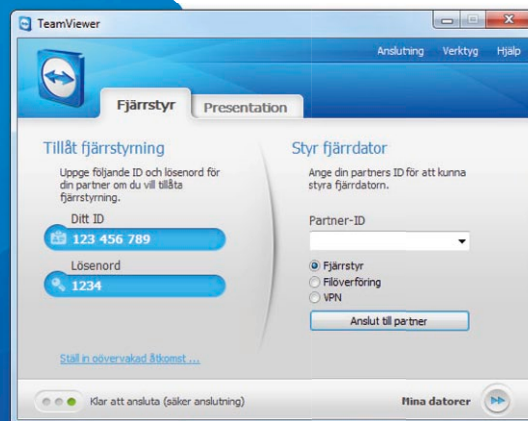 TeamViewer
Anslutning Verktyg Hjälp
Fjärrstyr Presentation
Tillåt fjärrstyrning
Uppge följande ID och lösenord för
din partner om du vill tillåta
fjärrstyrning.
Ditt ID
123 456 789
Lösenord
1234
Ställ in oövervakad åtkomst ...
Styr fjärrdator
Ange din partners ID för att kunna
styra fjärrdatorn.
Partner-ID
Fjärrstyr
Filöverföring
VPN
Anslut till partner
Klar att ansluta (säker anslutning)
Mina datorer